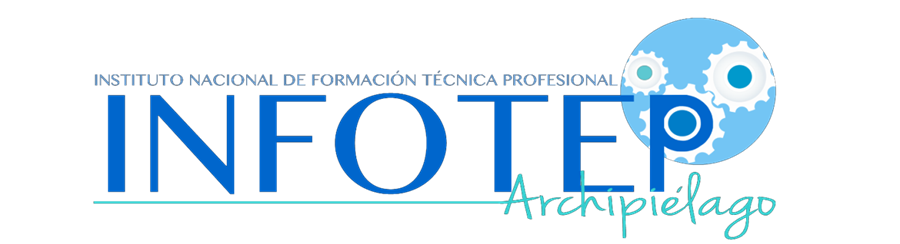 INSTITUTO NACIONAL DE FORMACIÓN TÉCNICA PROFESIONAL
INFOTEP
Archipiélago